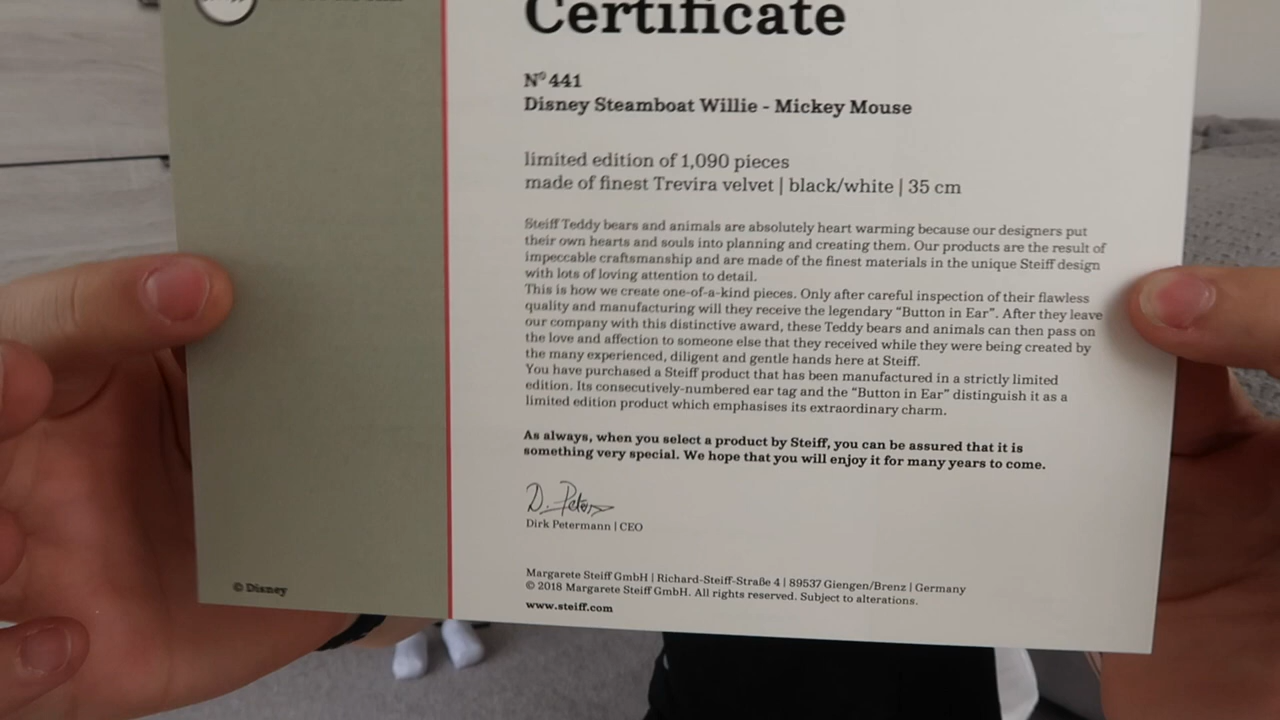 Certificate
Nº 441
Disney Steamboat Willie - Mickey Mouse
limited edition of 1,090 pieces
made of finest Trevira velvet | black/white | 35 cm
Steiff Teddy bears and animals are absolutely heart warming because our designers put
their own hearts and souls into planning and creating them. Our products are the result of
impeccable craftsmanship and are made of the finest materials in the unique Steiff design
with lots of loving attention to detail.
This is how we create one-of-a-kind pieces. Only after careful inspection of their flawless
quality and manufacturing will they receive the legendary “Button in Ear”. After they leave
our company with this distinctive award, these Teddy bears and animals can then pass on
the love and affection to someone else that they received while they were being created by
the many experienced, diligent and gentle hands here at Steiff.
You have purchased a Steiff product that has been manufactured in a strictly limited
edition. Its consecutively-numbered ear tag and the “Button in Ear” distinguish it as a
limited edition product which emphasises its extraordinary charm.
As always, when you select a product by Steiff, you can be assured that it is
something very special. We hope that you will enjoy it for many years to come.
D. Peterm
Dirk Petermann | CEO
Margarete Steiff GmbH | Richard-Steiff-Straße 4 | 89537 Giengen/Brenz | Germany
© 2018 Margarete Steiff GmbH. All rights reserved. Subject to alterations.
www.steiff.com
© Disney